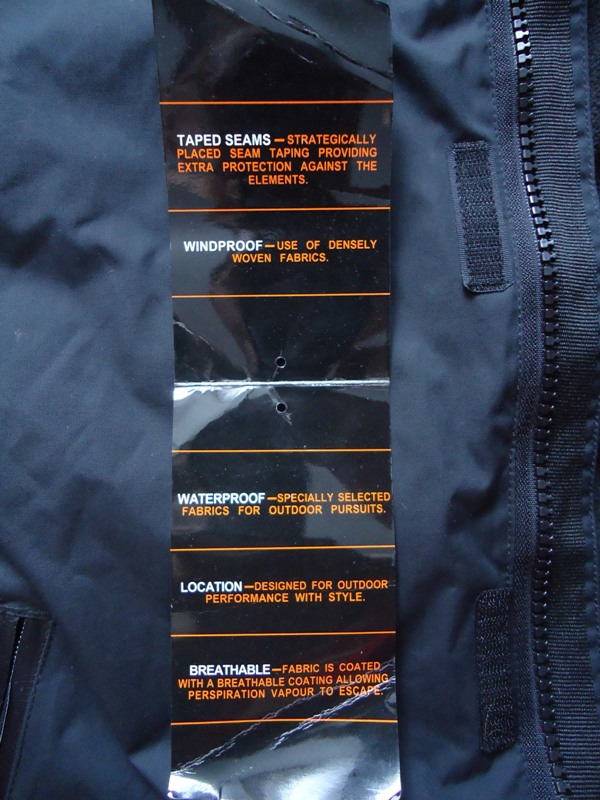 TAPED SEAMS – STRATEGICALLY
PLACED SEAM TAPING PROVIDING
EXTRA PROTECTION AGAINST THE
ELEMENTS.
WINDPROOF – USE OF DENSELY
WOVEN FABRICS.
WATERPROOF – SPECIALLY SELECTED
FABRICS FOR OUTDOOR PURSUITS.
LOCATION – DESIGNED FOR OUTDOOR
PERFORMANCE WITH STYLE.
BREATHABLE – FABRIC IS COATED
WITH A BREATHABLE COATING ALLOWING
PERSPIRATION VAPOUR TO ESCAPE.